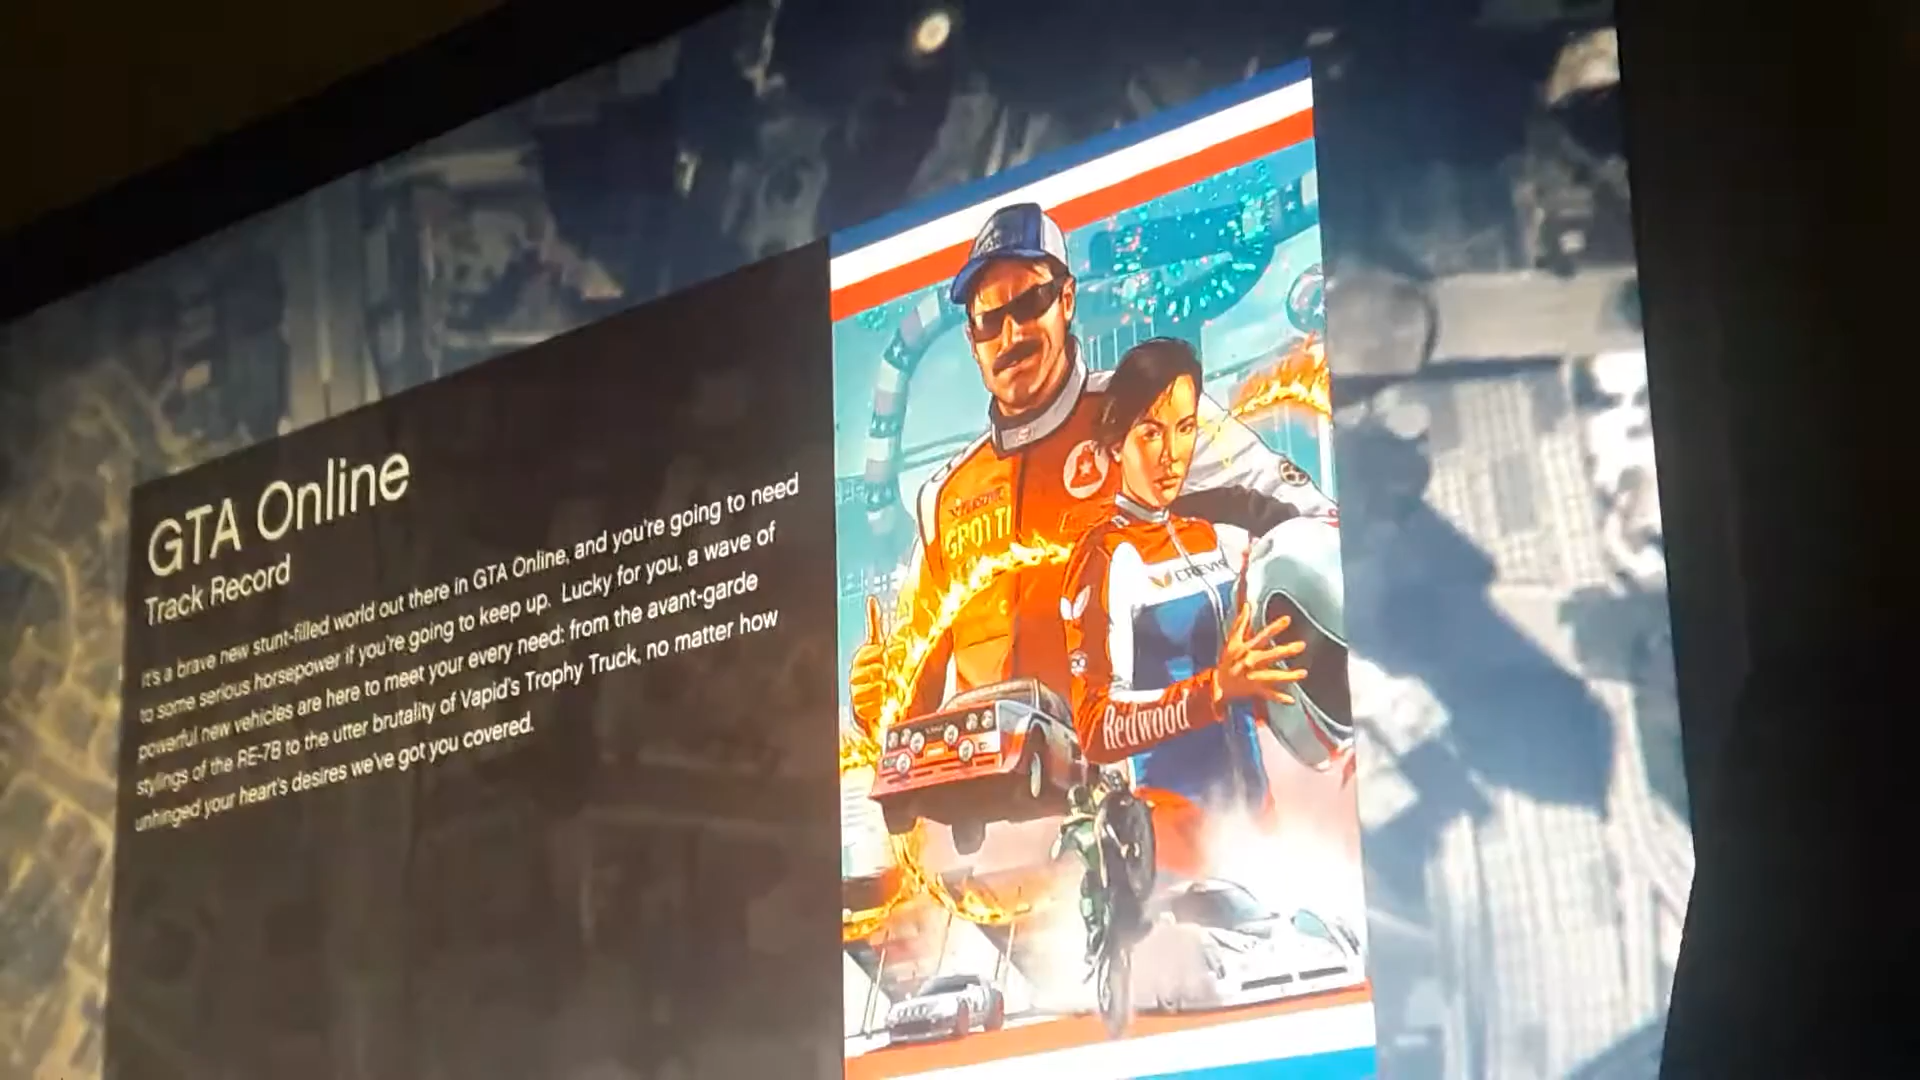 GTA Online
Track Record
It's a brave new stunt-filled world out there in GTA Online, and you're going to need
to some serious horsepower if you're going to keep up. Lucky for you, a wave of
powerful new vehicles are here to meet your every need: from the avant-garde
stylings of the RE-7B to the utter brutality of Vapid's Trophy Truck, no matter how
unhinged your heart's desires we've got you covered.
GROTTI
CREVIS
Redwood